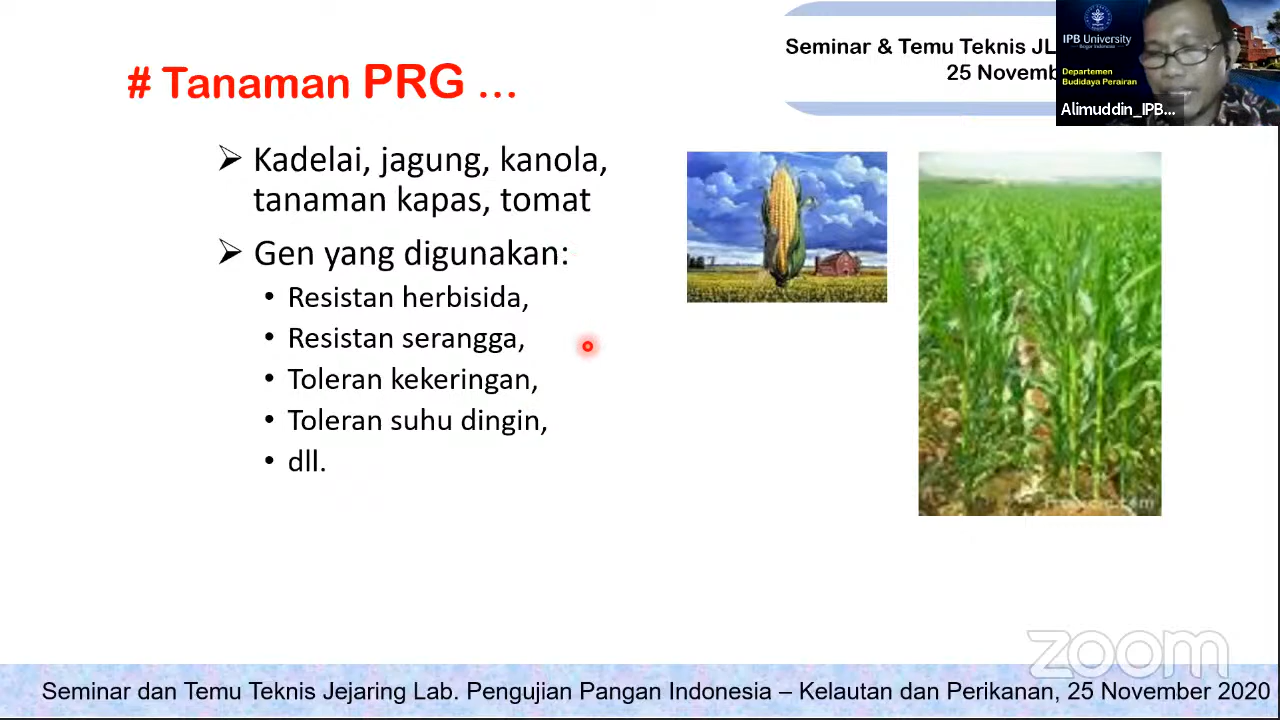 # Tanaman PRG ...
Seminar & Temu Teknis JL
25 Novemb
IPB University
Bogor Indonesia
Departemen
Budidaya Perairan
Alimuddin_IPB...
Kadelai, jagung, kanola,
tanaman kapas, tomat
Gen yang digunakan:
• Resistan herbisida,
• Resistan serangga,
• Toleran kekeringan,
• Toleran suhu dingin,
• dll.
zoom
Seminar dan Temu Teknis Jejaring Lab. Pengujian Pangan Indonesia – Kelautan dan Perikanan, 25 November 2020